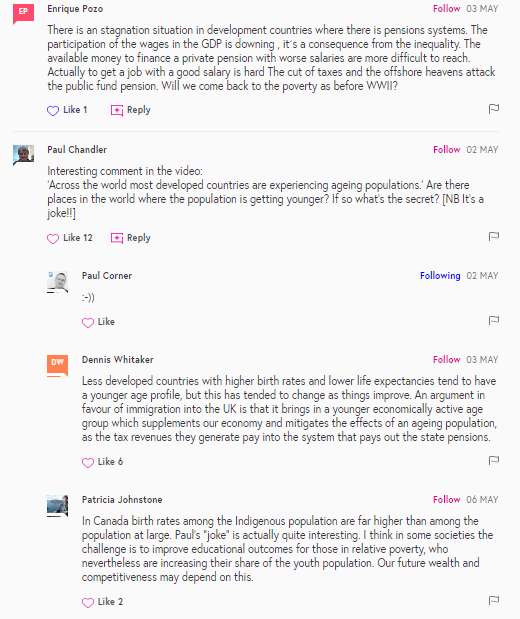 EP
Enrique Pozo
Follow 03 MAY
There is an stagnation situation in development countries where there is pensions systems. The
participation of the wages in the GDP is downing , it´s a consequence from the inequality. The
available money to finance a private pension with worse salaries are more difficult to reach.
Actually to get a job with a good salary is hard The cut of taxes and the offshore heavens attack
the public fund pension. Will we come back to the poverty as before WWII?
Like 1 Reply
Paul Chandler
Follow 02 MAY
Interesting comment in the video:
'Across the world most developed countries are experiencing ageing populations.' Are there
places in the world where the population is getting younger? If so what's the secret? [NB It's a
joke!!]
Like 12 Reply
Paul Corner
Following 02 MAY
:-))
Like
DW
Dennis Whitaker
Follow 03 MAY
Less developed countries with higher birth rates and lower life expectancies tend to have
a younger age profile, but this has tended to change as things improve. An argument in
favour of immigration into the UK is that it brings in a younger economically active age
group which supplements our economy and mitigates the effects of an ageing population,
as the tax revenues they generate pay into the system that pays out the state pensions.
Like 6
Patricia Johnstone
Follow 06 MAY
In Canada birth rates among the Indigenous population are far higher than among the
population at large. Paul's "joke" is actually quite interesting. I think in some societies the
challenge is to improve educational outcomes for those in relative poverty, who
nevertheless are increasing their share of the youth population. Our future wealth and
competitiveness may depend on this.
Like 2